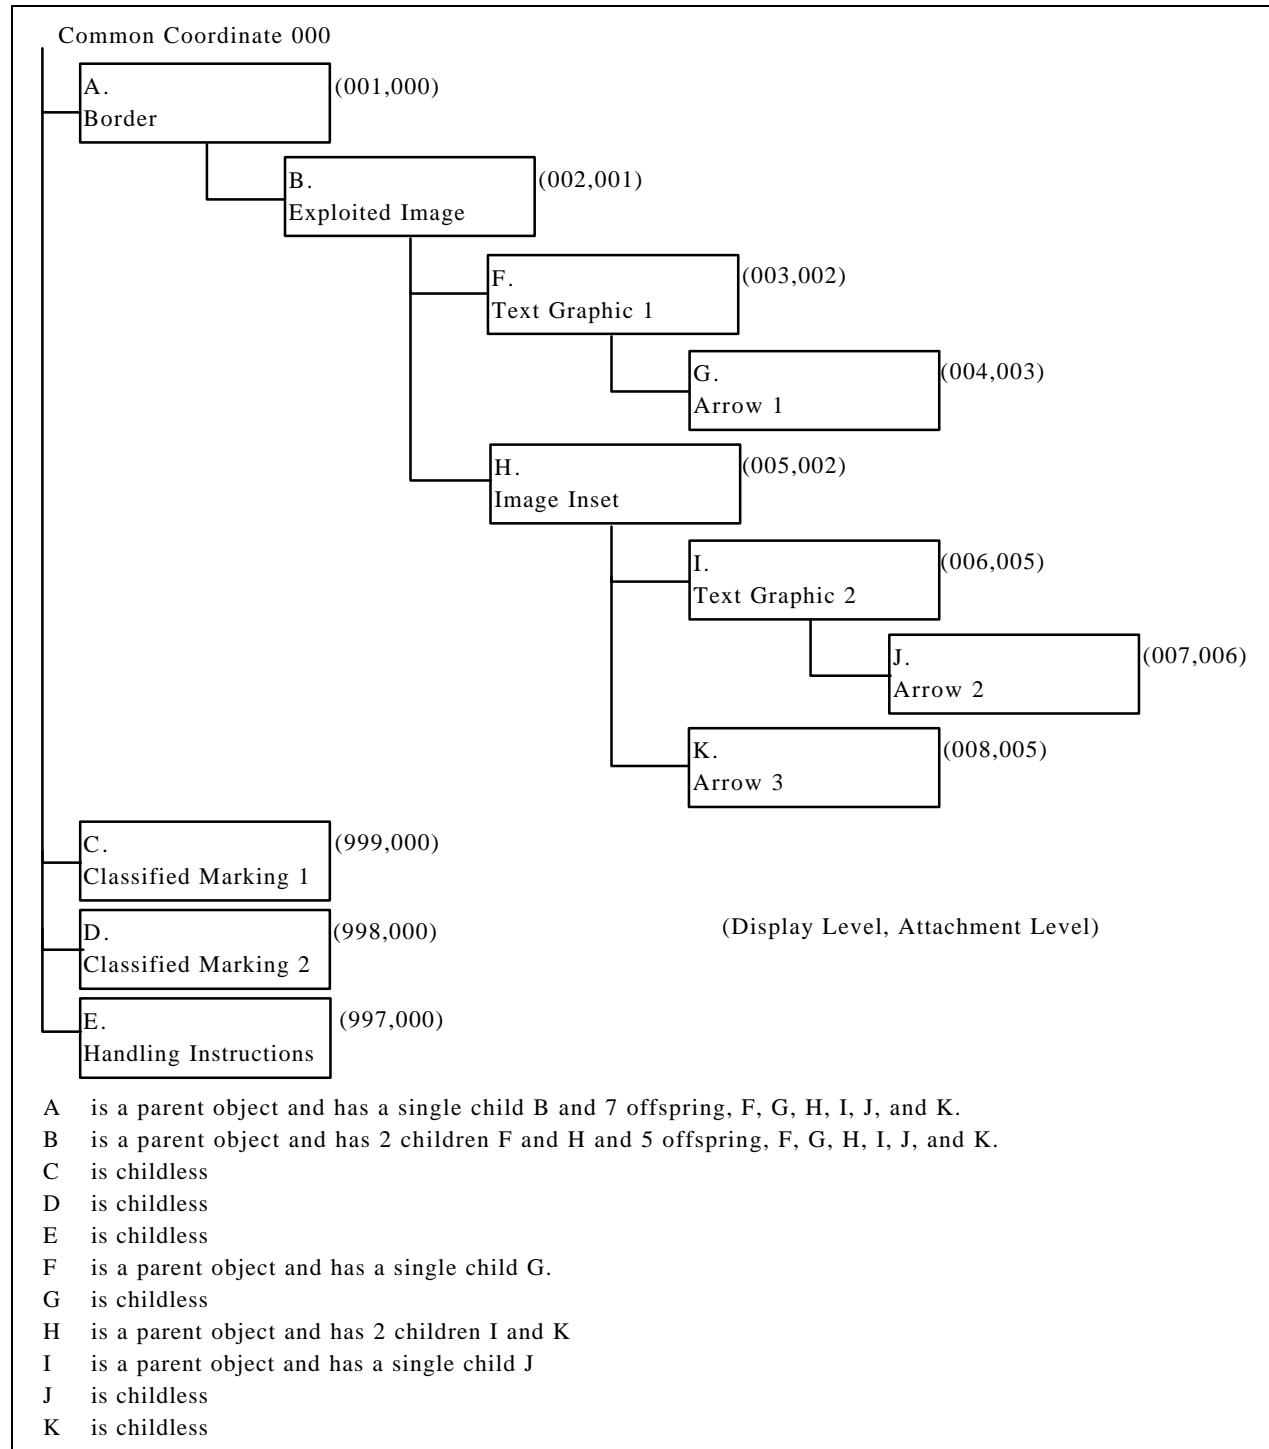 Common Coordinate 000
A.
Border
(001,000)
B.
Exploited Image
(002,001)
F.
Text Graphic 1
(003,002)
G.
Arrow 1
(004,003)
H.
Image Inset
(005,002)
I.
Text Graphic 2
(006,005)
J.
Arrow 2
(007,006)
K.
Arrow 3
(008,005)
C.
Classified Marking 1
(999,000)
D.
Classified Marking 2
(998,000)
(Display Level, Attachment Level)
E.
Handling Instructions
(997,000)
A is a parent object and has a single child B and 7 offspring, F, G, H, I, J, and K.
B is a parent object and has 2 children F and H and 5 offspring, F, G, H, I, J, and K.
C is childless
D is childless
E is childless
F is a parent object and has a single child G.
G is childless
H is a parent object and has 2 children I and K
I is a parent object and has a single child J
J is childless
K is childless